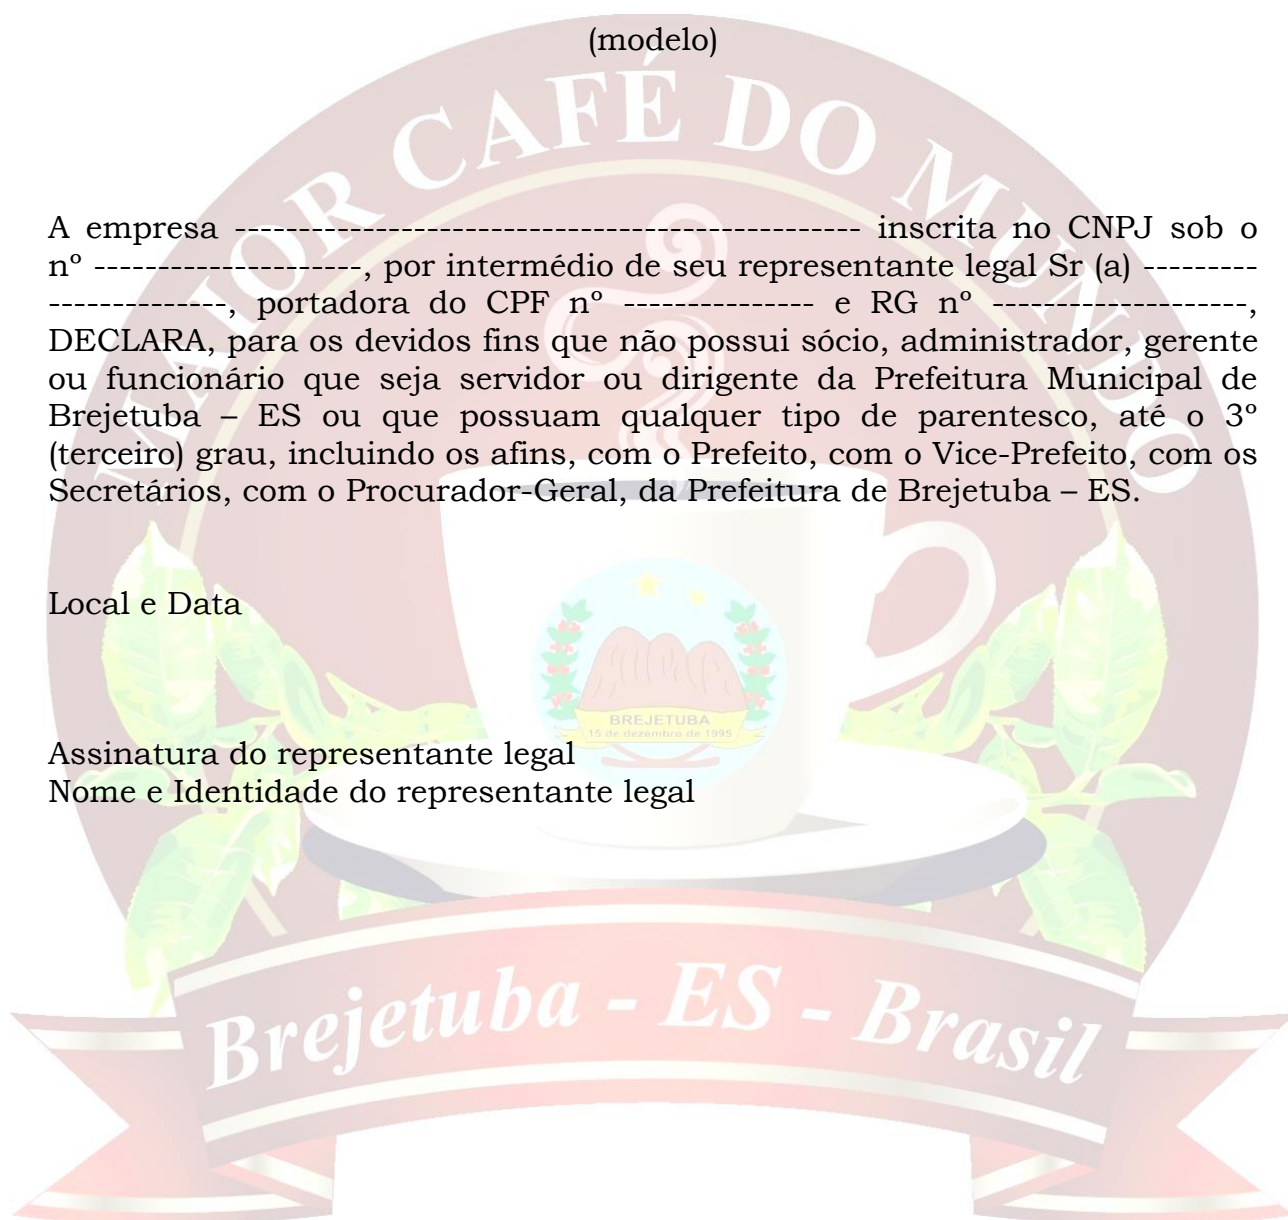 (modelo)
MAIOR CAFÉ DO MUNDO
A empresa ------------------------------------------------- inscrita no CNPJ sob o
nº ---------------------, por intermédio de seu representante legal Sr (a) ---------
--------------, portadora do CPF nº --------------- e RG nº --------------------,
DECLARA, para os devidos fins que não possui sócio, administrador, gerente
ou funcionário que seja servidor ou dirigente da Prefeitura Municipal de
Brejetuba – ES ou que possuam qualquer tipo de parentesco, até o 3º
(terceiro) grau, incluindo os afins, com o Prefeito, com o Vice-Prefeito, com os
Secretários, com o Procurador-Geral, da Prefeitura de Brejetuba – ES.
Local e Data
BREJETUBA
15 de dezembro de 1995
Assinatura do representante legal
Nome e Identidade do representante legal
Brejetuba - ES - Brasil